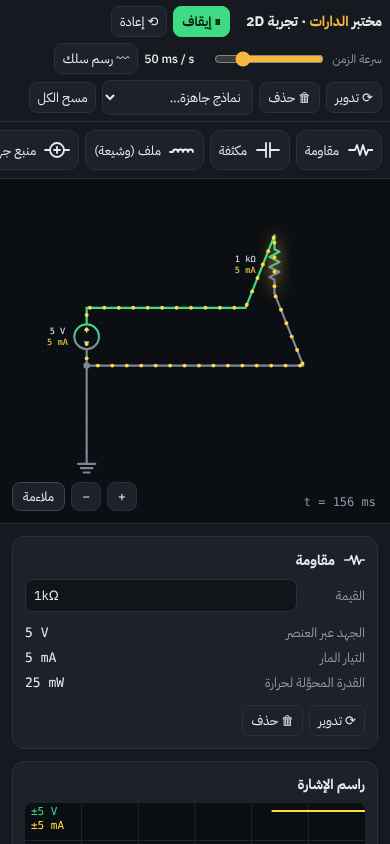 مختبر الدارات · تجربة 2D
⏸ إيقاف
⟲ إعادة
سرعة الزمن
50 ms / s
〰 رسم سلك
⟳ تدوير
🗑 حذف
نماذج جاهزة...
مسح الكل
مقاومة
مكثفة
ملف (وشيعة)
منبع جه
1 kΩ
5 mA
5 V
5 mA
ملاءمة
−
+
t = 156 ms
مقاومة
القيمة
1kΩ
الجهد عبر العنصر
5 V
التيار المار
5 mA
القدرة المحوَّلة لحرارة
25 mW
⟳ تدوير
🗑 حذف
راسم الإشارة
±5 V
±5 mA